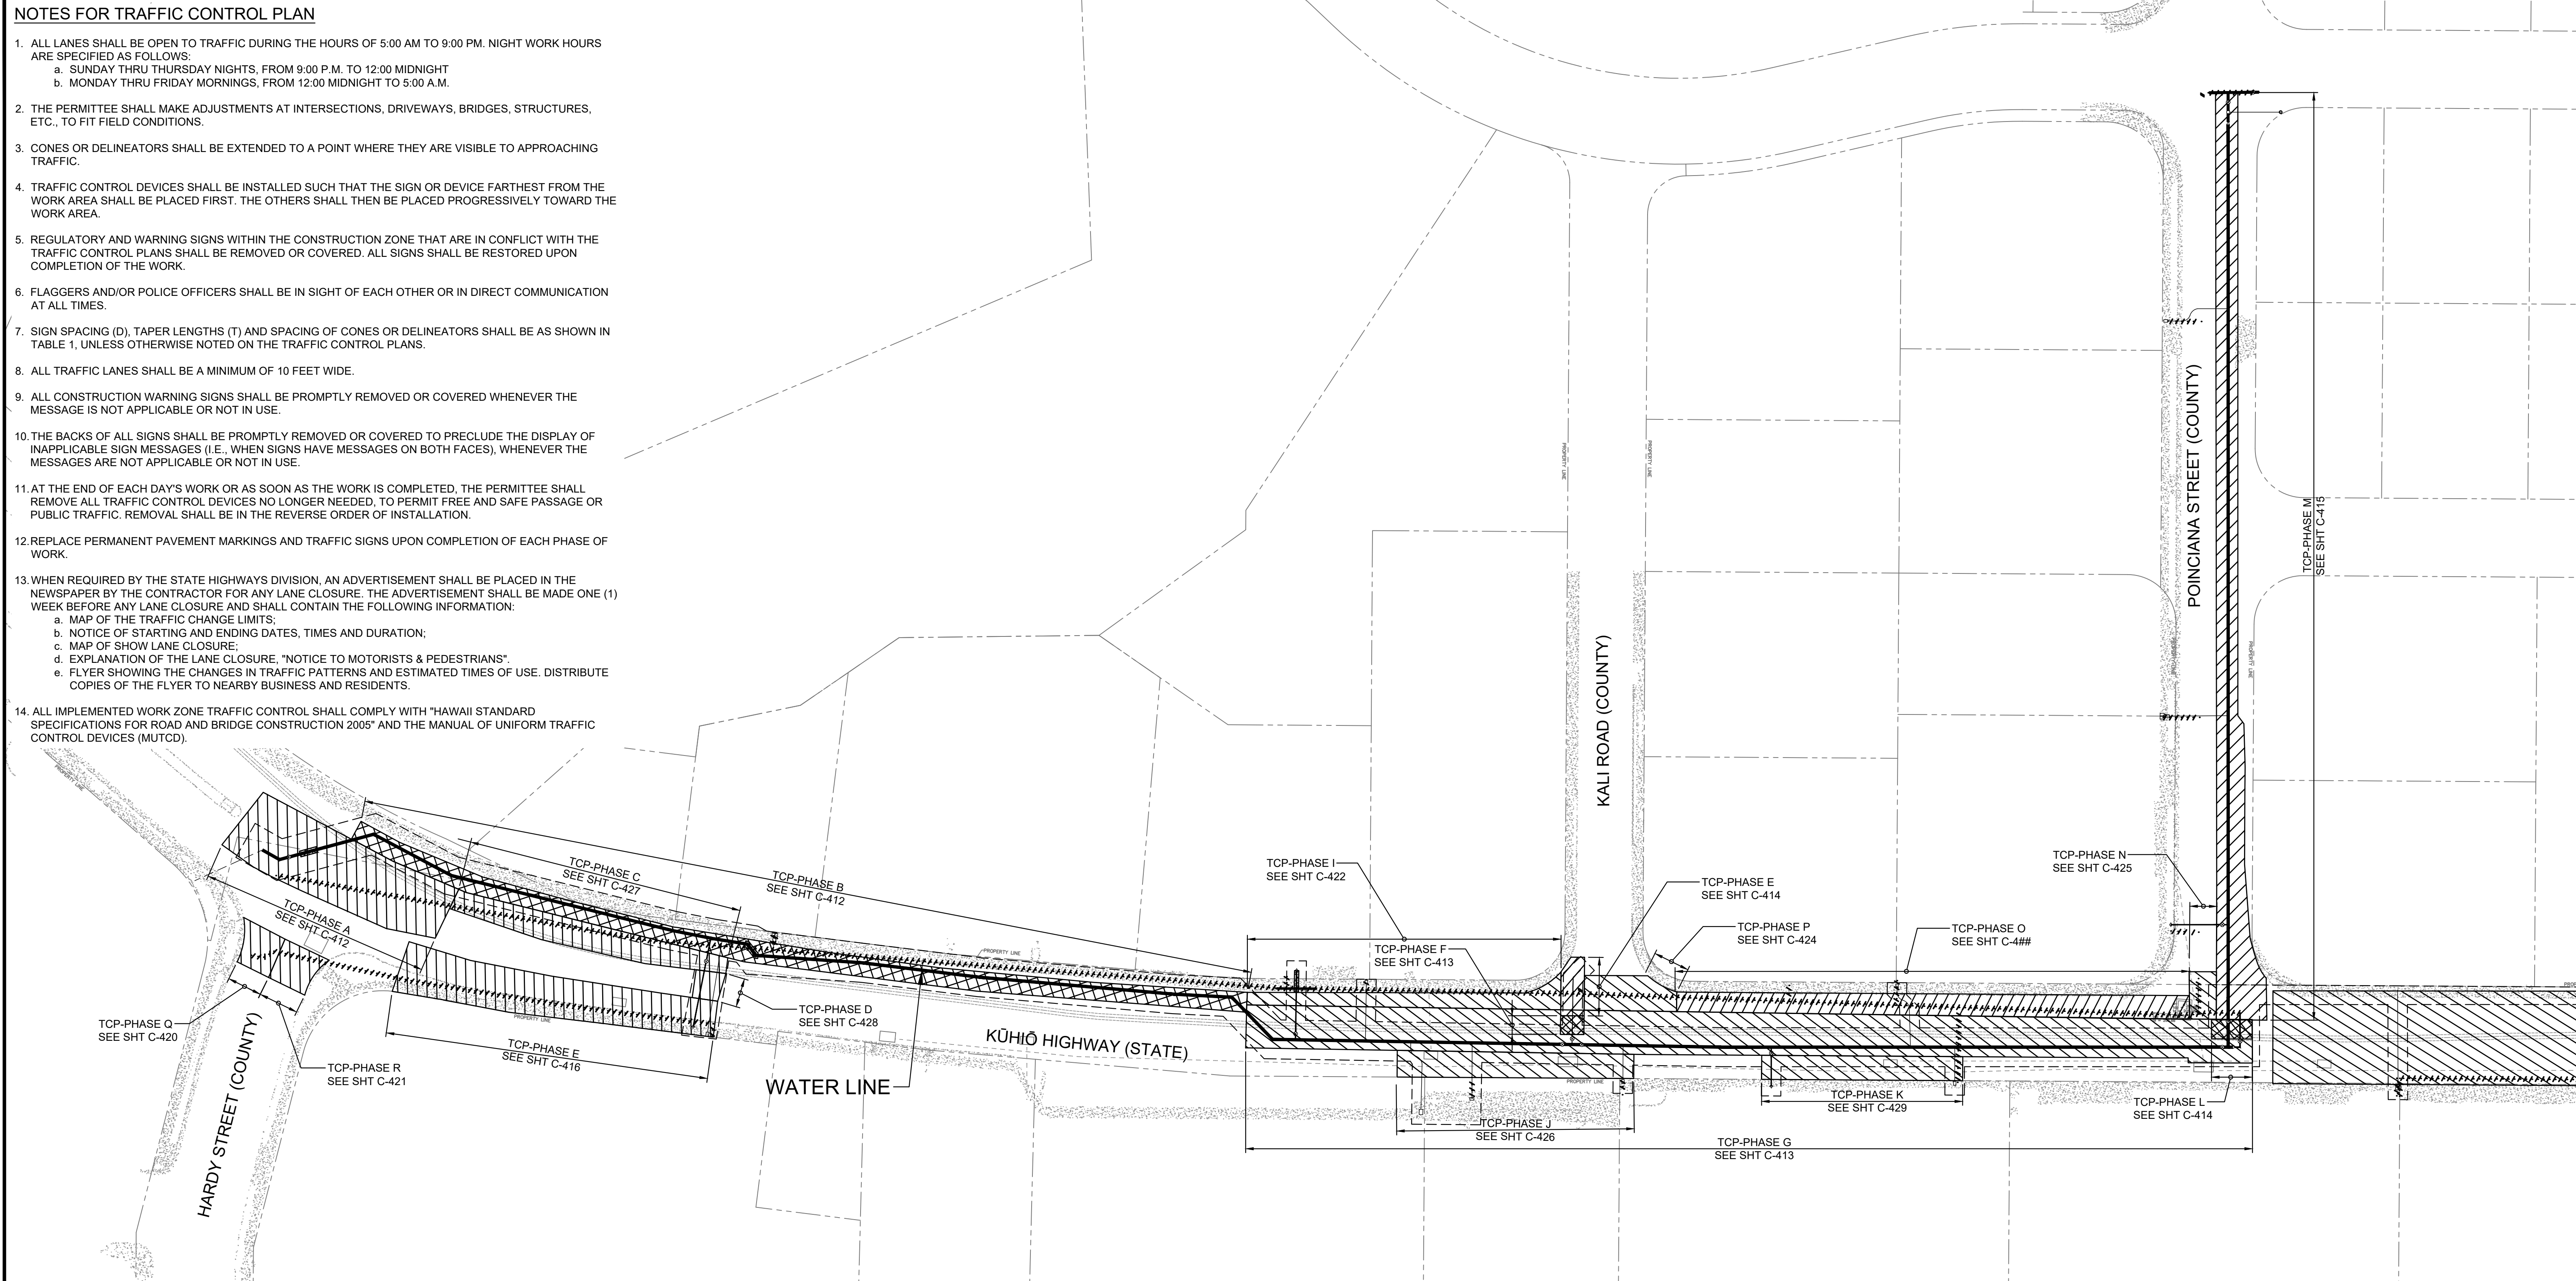 NOTES FOR TRAFFIC CONTROL PLAN
1. ALL LANES SHALL BE OPEN TO TRAFFIC DURING THE HOURS OF 5:00 AM TO 9:00 PM. NIGHT WORK HOURS
ARE SPECIFIED AS FOLLOWS:
a. SUNDAY THRU THURSDAY NIGHTS, FROM 9:00 P.M. TO 12:00 MIDNIGHT
b. MONDAY THRU FRIDAY MORNINGS, FROM 12:00 MIDNIGHT TO 5:00 A.M.
2. THE PERMITTEE SHALL MAKE ADJUSTMENTS AT INTERSECTIONS, DRIVEWAYS, BRIDGES, STRUCTURES,
ETC., TO FIT FIELD CONDITIONS.
3. CONES OR DELINEATORS SHALL BE EXTENDED TO A POINT WHERE THEY ARE VISIBLE TO APPROACHING
TRAFFIC.
4. TRAFFIC CONTROL DEVICES SHALL BE INSTALLED SUCH THAT THE SIGN OR DEVICE FARTHEST FROM THE
WORK AREA SHALL BE PLACED FIRST. THE OTHERS SHALL THEN BE PLACED PROGRESSIVELY TOWARD THE
WORK AREA.
5. REGULATORY AND WARNING SIGNS WITHIN THE CONSTRUCTION ZONE THAT ARE IN CONFLICT WITH THE
TRAFFIC CONTROL PLANS SHALL BE REMOVED OR COVERED. ALL SIGNS SHALL BE RESTORED UPON
COMPLETION OF THE WORK.
6. FLAGGERS AND/OR POLICE OFFICERS SHALL BE IN SIGHT OF EACH OTHER OR IN DIRECT COMMUNICATION
AT ALL TIMES.
7. SIGN SPACING (D), TAPER LENGTHS (T) AND SPACING OF CONES OR DELINEATORS SHALL BE AS SHOWN IN
TABLE 1, UNLESS OTHERWISE NOTED ON THE TRAFFIC CONTROL PLANS.
8. ALL TRAFFIC LANES SHALL BE A MINIMUM OF 10 FEET WIDE.
9. ALL CONSTRUCTION WARNING SIGNS SHALL BE PROMPTLY REMOVED OR COVERED WHENEVER THE
MESSAGE IS NOT APPLICABLE OR NOT IN USE.
10. THE BACKS OF ALL SIGNS SHALL BE PROMPTLY REMOVED OR COVERED TO PRECLUDE THE DISPLAY OF
INAPPLICABLE SIGN MESSAGES (I.E., WHEN SIGNS HAVE MESSAGES ON BOTH FACES), WHENEVER THE
MESSAGES ARE NOT APPLICABLE OR NOT IN USE.
11. AT THE END OF EACH DAY'S WORK OR AS SOON AS THE WORK IS COMPLETED, THE PERMITTEE SHALL
REMOVE ALL TRAFFIC CONTROL DEVICES NO LONGER NEEDED, TO PERMIT FREE AND SAFE PASSAGE OR
PUBLIC TRAFFIC. REMOVAL SHALL BE IN THE REVERSE ORDER OF INSTALLATION.
12. REPLACE PERMANENT PAVEMENT MARKINGS AND TRAFFIC SIGNS UPON COMPLETION OF EACH PHASE OF
WORK.
13. WHEN REQUIRED BY THE STATE HIGHWAYS DIVISION, AN ADVERTISEMENT SHALL BE PLACED IN THE
NEWSPAPER BY THE CONTRACTOR FOR ANY LANE CLOSURE. THE ADVERTISEMENT SHALL BE MADE ONE (1)
WEEK BEFORE ANY LANE CLOSURE AND SHALL CONTAIN THE FOLLOWING INFORMATION:
a. MAP OF THE TRAFFIC CHANGE LIMITS;
b. NOTICE OF STARTING AND ENDING DATES, TIMES AND DURATION;
c. MAP OF SHOW LANE CLOSURE;
d. EXPLANATION OF THE LANE CLOSURE, "NOTICE TO MOTORISTS & PEDESTRIANS".
e. FLYER SHOWING THE CHANGES IN TRAFFIC PATTERNS AND ESTIMATED TIMES OF USE. DISTRIBUTE
COPIES OF THE FLYER TO NEARBY BUSINESS AND RESIDENTS.
14. ALL IMPLEMENTED WORK ZONE TRAFFIC CONTROL SHALL COMPLY WITH "HAWAII STANDARD
SPECIFICATIONS FOR ROAD AND BRIDGE CONSTRUCTION 2005" AND THE MANUAL OF UNIFORM TRAFFIC
CONTROL DEVICES (MUTCD).
PROPERTY LINE
TCP-PHASE A
SEE SHT C-412
TCP-PHASE C
SEE SHT C-427
TCP-PHASE B
SEE SHT C-412
TCP-PHASE Q
SEE SHT C-420
TCP-PHASE R
SEE SHT C-421
HARDY STREET (COUNTY)
TCP-PHASE E
SEE SHT C-416
PROPERTY LINE
TCP-PHASE D
SEE SHT C-428
WATER LINE
KŪHIŌ HIGHWAY (STATE)
PROPERTY LINE
TCP-PHASE I
SEE SHT C-422
TCP-PHASE F
SEE SHT C-413
PROPERTY LINE
PROPERTY LINE
KALI ROAD (COUNTY)
TCP-PHASE E
SEE SHT C-414
TCP-PHASE P
SEE SHT C-424
TCP-PHASE O
SEE SHT C-4##
TCP-PHASE N
SEE SHT C-425
POINCIANA STREET (COUNTY)
PROPERTY LINE
PROPERTY LINE
TCP-PHASE M
SEE SHT C-415
PROPERTY LINE
TCP-PHASE J
SEE SHT C-426
TCP-PHASE K
SEE SHT C-429
TCP-PHASE L
SEE SHT C-414
TCP-PHASE G
SEE SHT C-413